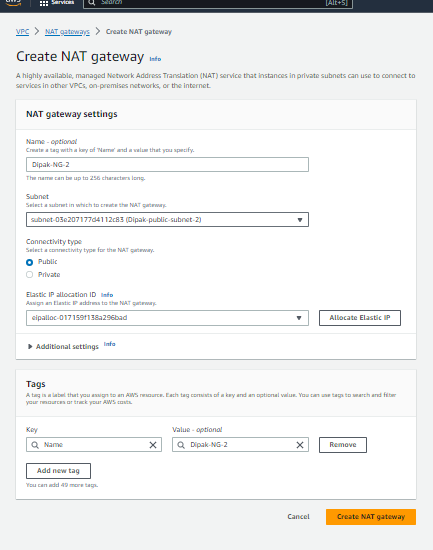 aws
Services
Search
[Alt+S]
VPC > NAT gateways > Create NAT gateway
Create NAT gateway Info
A highly available, managed Network Address Translation (NAT) service that instances in private subnets can use to connect to
services in other VPCs, on-premises networks, or the internet.
NAT gateway settings
Name - optional
Create a tag with a key of 'Name' and a value that you specify.
Dipak-NG-2
The name can be up to 256 characters long.
Subnet
Select a subnet in which to create the NAT gateway.
subnet-03e207177d4112c83 (Dipak-public-subnet-2)
Connectivity type
Select a connectivity type for the NAT gateway.
Public
Private
Elastic IP allocation ID Info
Assign an Elastic IP address to the NAT gateway.
eipalloc-017159f138a296bad
Allocate Elastic IP
Additional settings Info
Tags
A tag is a label that you assign to an AWS resource. Each tag consists of a key and an optional value. You can use tags to search and filter
your resources or track your AWS costs.
Key
Value - optional
Name
Dipak-NG-2
Remove
Add new tag
You can add 49 more tags.
Cancel
Create NAT gateway